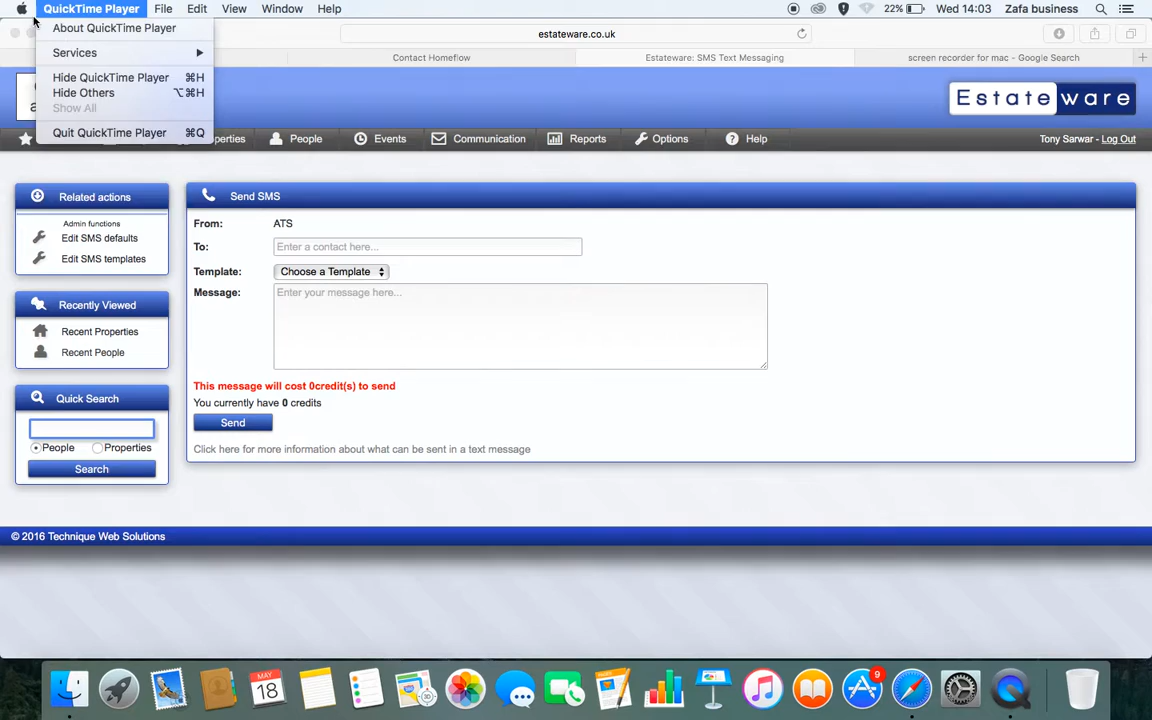 QuickTime Player File Edit View Window Help 22% Wed 14:03 Zafa business
About QuickTime Player
Services
Hide QuickTime Player ⌘H
Hide Others ⌥⌘H
Show All
Quit QuickTime Player ⌘Q
estateware.co.uk
Contact Homeflow Estateware: SMS Text Messaging screen recorder for mac - Google Search
Estateware
People Events Communication Reports Options Help Tony Sarwar - Log Out
Related actions
Admin functions
Edit SMS defaults
Edit SMS templates
Recently Viewed
Recent Properties
Recent People
Quick Search
People Properties
Search
Send SMS
From: ATS
To: Enter a contact here...
Template: Choose a Template
Message: Enter your message here...
This message will cost 0credit(s) to send
You currently have 0 credits
Send
Click here for more information about what can be sent in a text message
© 2016 Technique Web Solutions
MAY
18
9